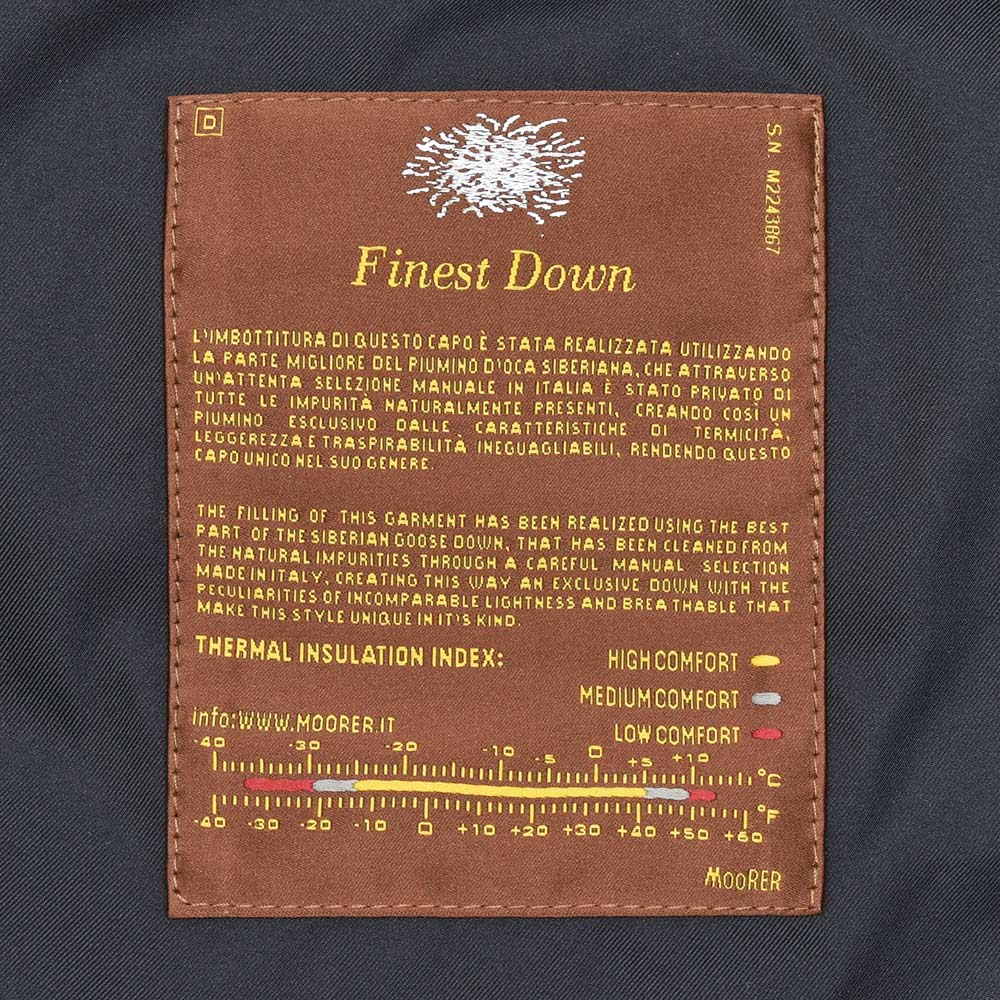 D
S.N. M2243867
Finest Down
L'IMBOTTITURA DI QUESTO CAPO È STATA REALIZZATA UTILIZZANDO
LA PARTE MIGLIORE DEL PIUMINO D'OCA SIBERIANA, CHE ATTRAVERSO
UN'ATTENTA SELEZIONE MANUALE IN ITALIA È STATO PRIVATO DI
TUTTE LE IMPURITÀ NATURALMENTE PRESENTI, CREANDO COSÌ UN
PIUMINO ESCLUSIVO DALLE CARATTERISTICHE DI TERMICITÀ,
LEGGEREZZA E TRASPIRABILITÀ INEGUAGLIABILI, RENDENDO QUESTO
CAPO UNICO NEL SUO GENERE.
THE FILLING OF THIS GARMENT HAS BEEN REALIZED USING THE BEST
PART OF THE SIBERIAN GOOSE DOWN, THAT HAS BEEN CLEANED FROM
THE NATURAL IMPURITIES THROUGH A CAREFUL MANUAL SELECTION
MADE IN ITALY, CREATING THIS WAY AN EXCLUSIVE DOWN WITH THE
PECULIARITIES OF INCOMPARABLE LIGHTNESS AND BREATHABLE THAT
MAKE THIS STYLE UNIQUE IN IT'S KIND.
THERMAL INSULATION INDEX: HIGH COMFORT
MEDIUM COMFORT
info:WWW.MOORER.IT LOW COMFORT
-40 -30 -20 -10 -5 0 +5 +10
°C
°F
-40 -30 -20 -10 0 +10 +20 +30 +40 +50 +60
MOORER